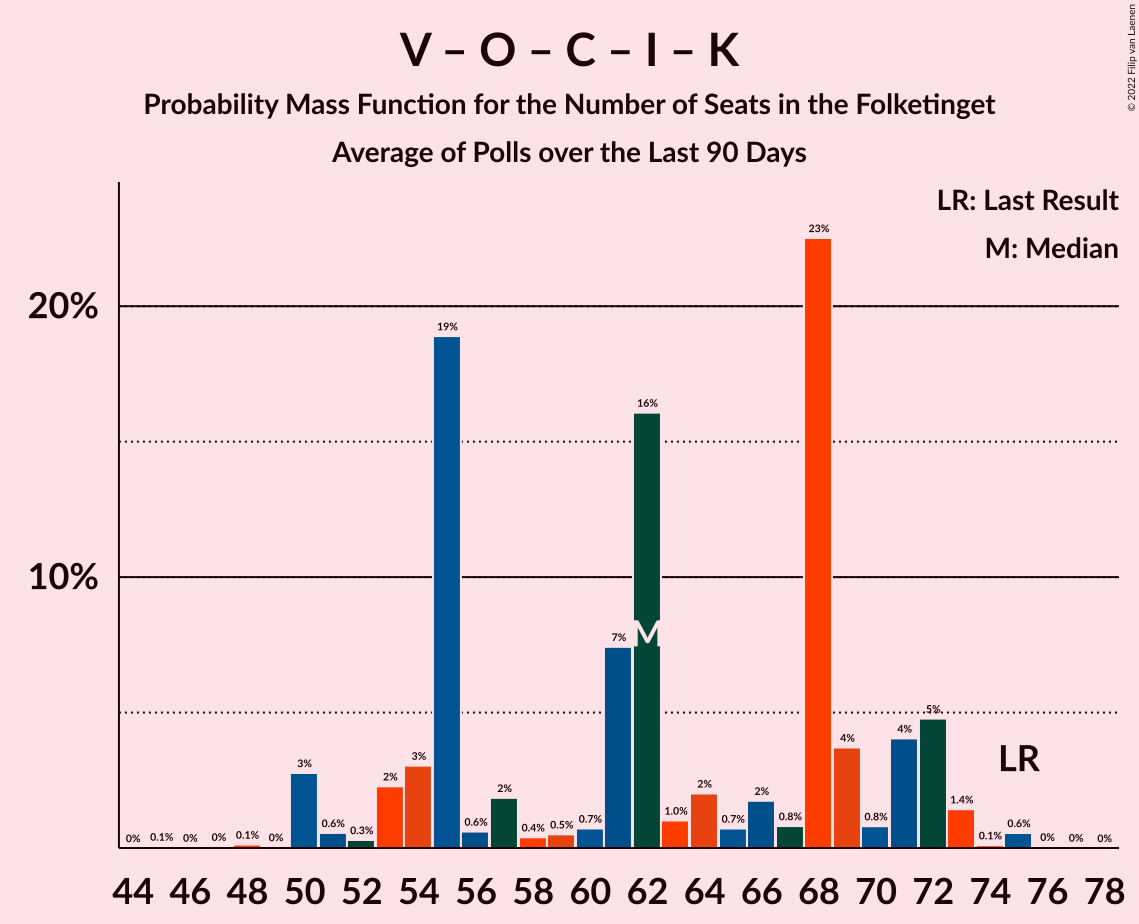 V – O – C – I – K
Probability Mass Function for the Number of Seats in the Folketinget
Average of Polls over the Last 90 Days
© 2022 Filip van Laenen
LR: Last Result
M: Median
20%
10%
0% 0.1% 0% 0% 0.1% 0% 3% 0.6% 0.3% 2% 3% 19% 0.6% 2% 0.4% 0.5% 0.7% 7% 16% 1.0% 2% 0.7% 2% 0.8% 23% 4% 0.8% 4% 5% 1.4% 0.1% 0.6% 0% 0% 0%
M
LR
44 46 48 50 52 54 56 58 60 62 64 66 68 70 72 74 76 78